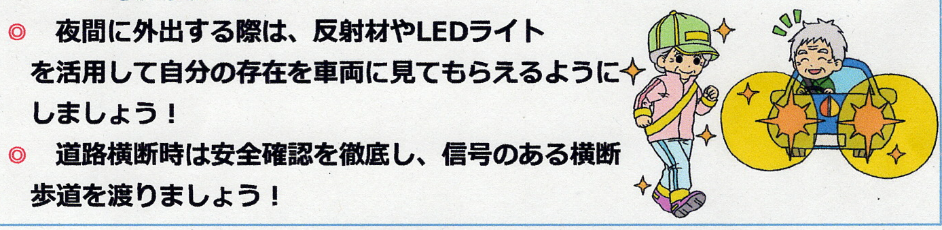 ◎ 夜間に外出する際は、反射材やLEDライト
を活用して自分の存在を車両に見てもらえるように
しましょう！
◎ 道路横断時は安全確認を徹底し、信号のある横断
歩道を渡りましょう！